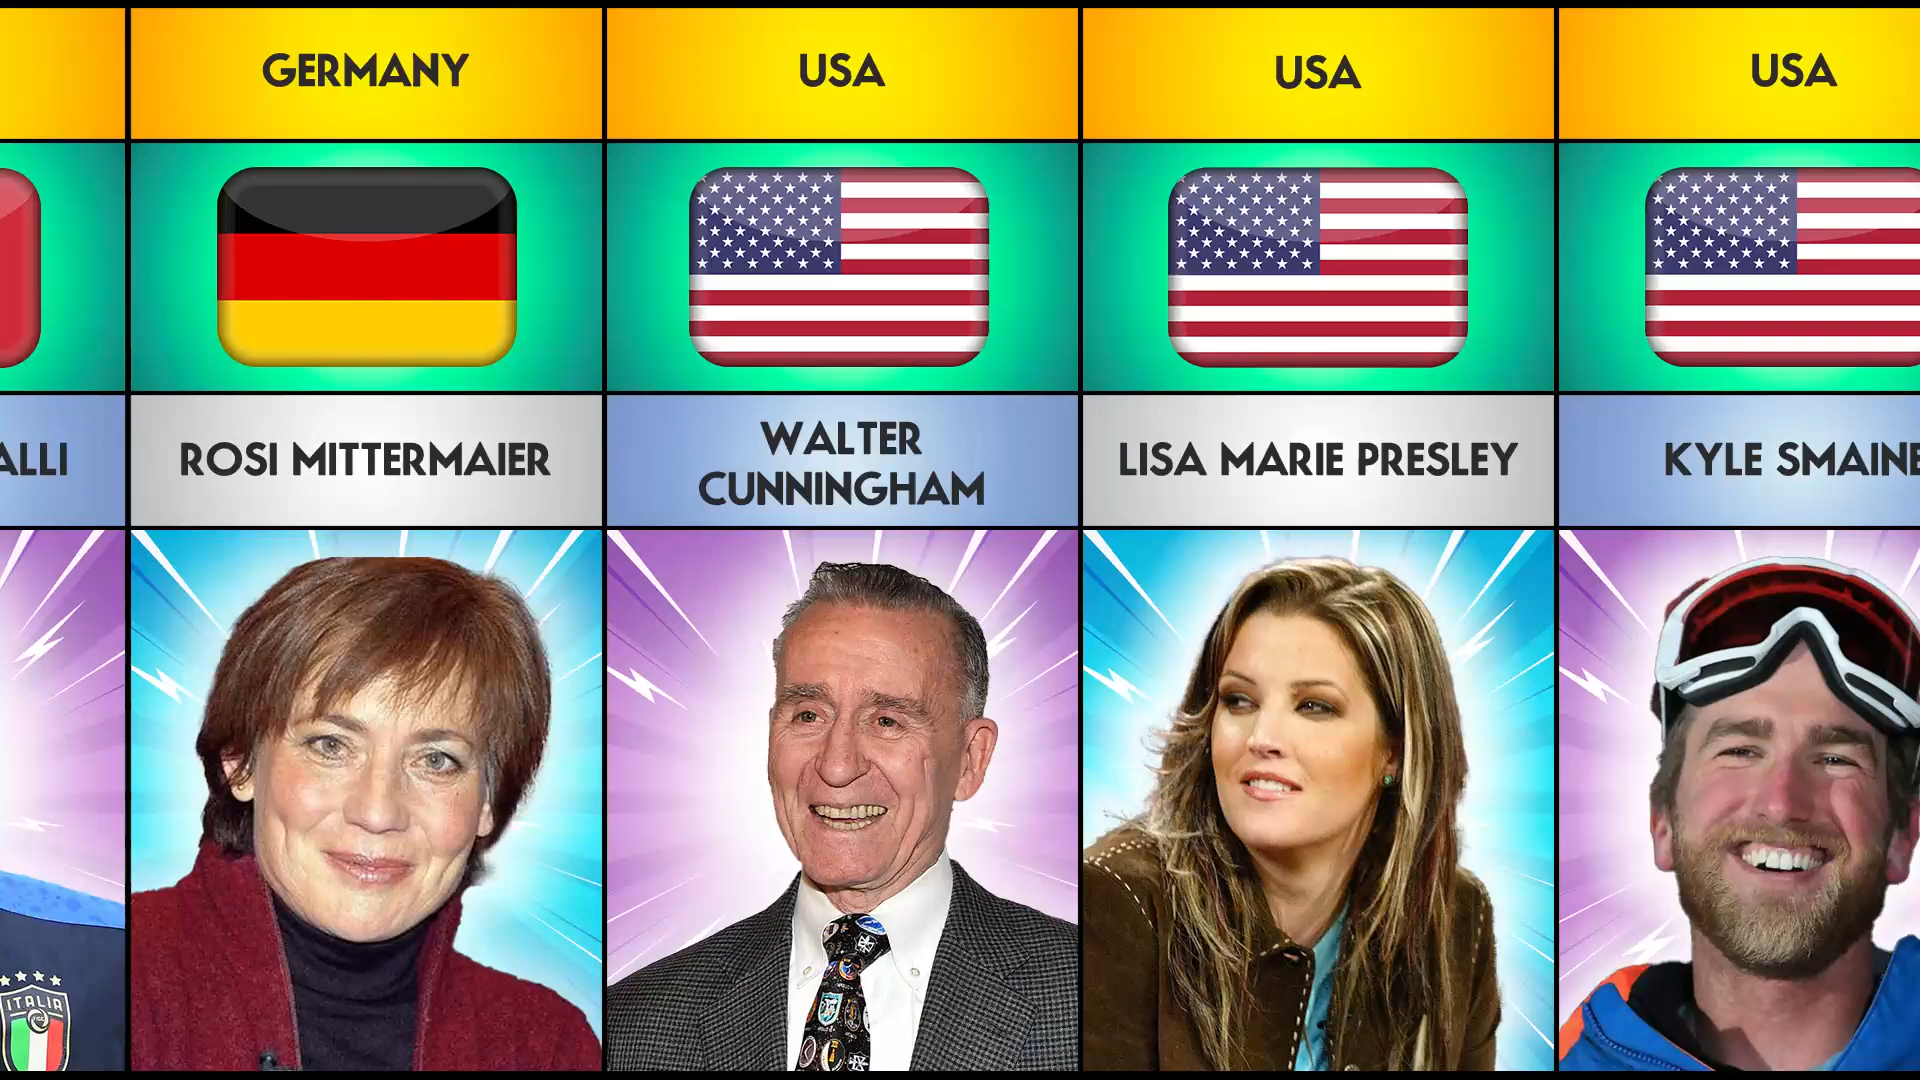 GERMANY
USA
USA
USA
ALLI
ROSI MITTERMAIER
WALTER
CUNNINGHAM
LISA MARIE PRESLEY
KYLE SMAINE
ITALIA